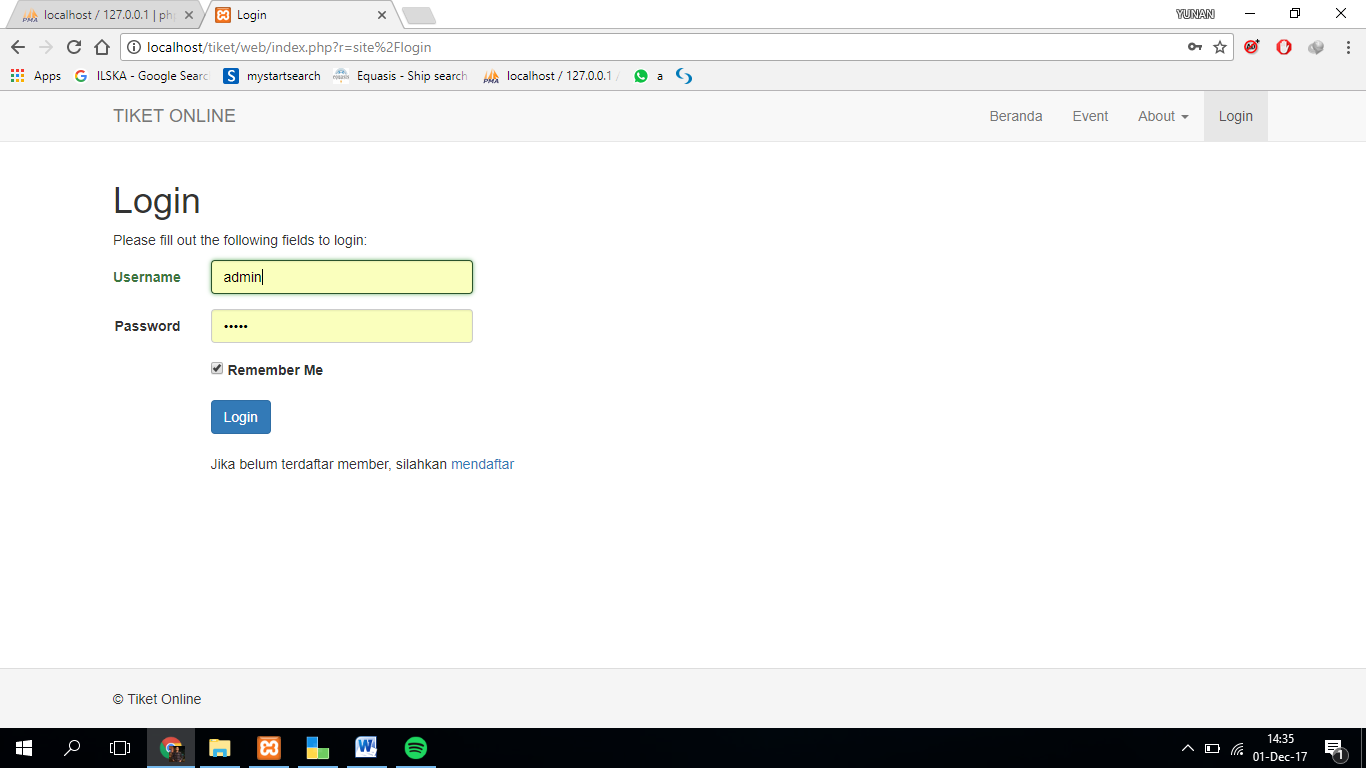 localhost / 127.0.0.1 | ph
Login
YUNAN
localhost/tiket/web/index.php?r=site%2Flogin
Apps
ILSKA - Google Searc
S
mystartsearch
Equasis - Ship search
PMA
localhost / 127.0.0.1 /
a
TIKET ONLINE
Beranda
Event
About
Login
Login
Please fill out the following fields to login:
Username
admin
Password
•••••
Remember Me
Login
Jika belum terdaftar member, silahkan mendaftar
© Tiket Online
14:35
01-Dec-17
1